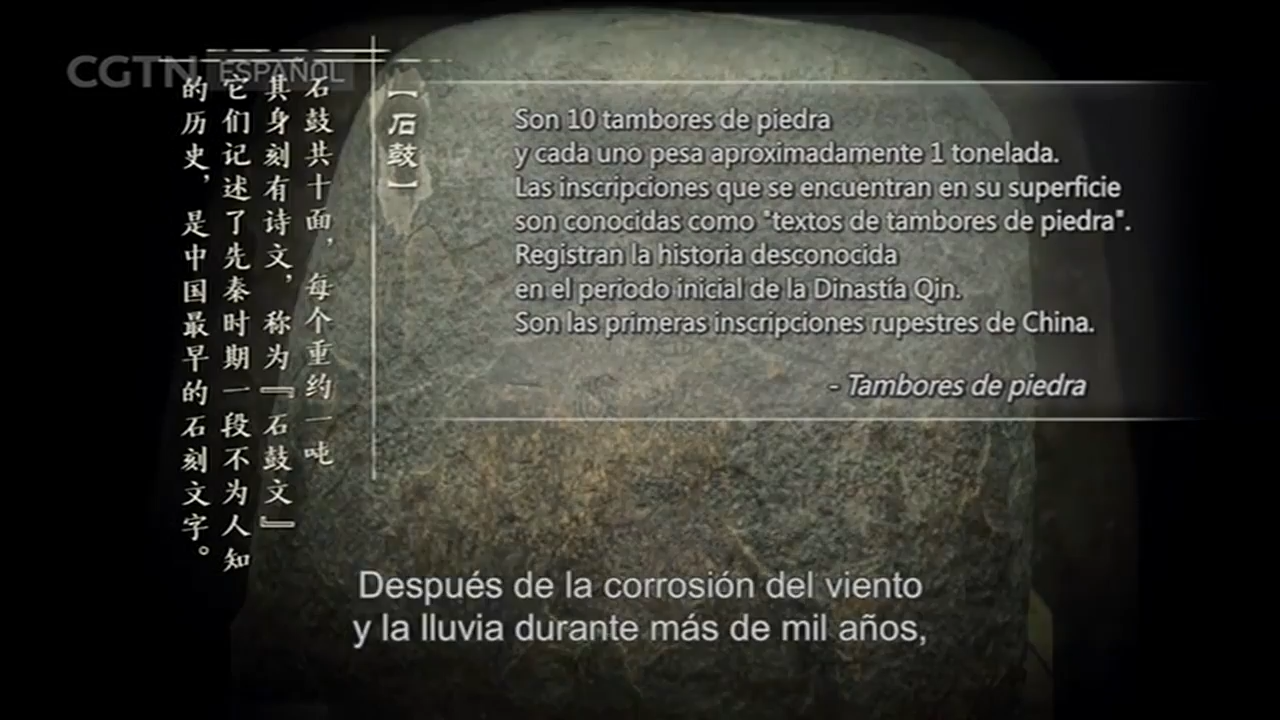 CGTN ESPAÑOL
【石鼓】
石鼓共十面，每个重约一吨
其身刻有诗文，称为『石鼓文』
它们记述了先秦时期一段不为人知
的历史，是中国最早的石刻文字。
Son 10 tambores de piedra
y cada uno pesa aproximadamente 1 tonelada.
Las inscripciones que se encuentran en su superficie
son conocidas como "textos de tambores de piedra".
Registran la historia desconocida
en el periodo inicial de la Dinastía Qin.
Son las primeras inscripciones rupestres de China.
- Tambores de piedra
Después de la corrosión del viento
y la lluvia durante más de mil años,